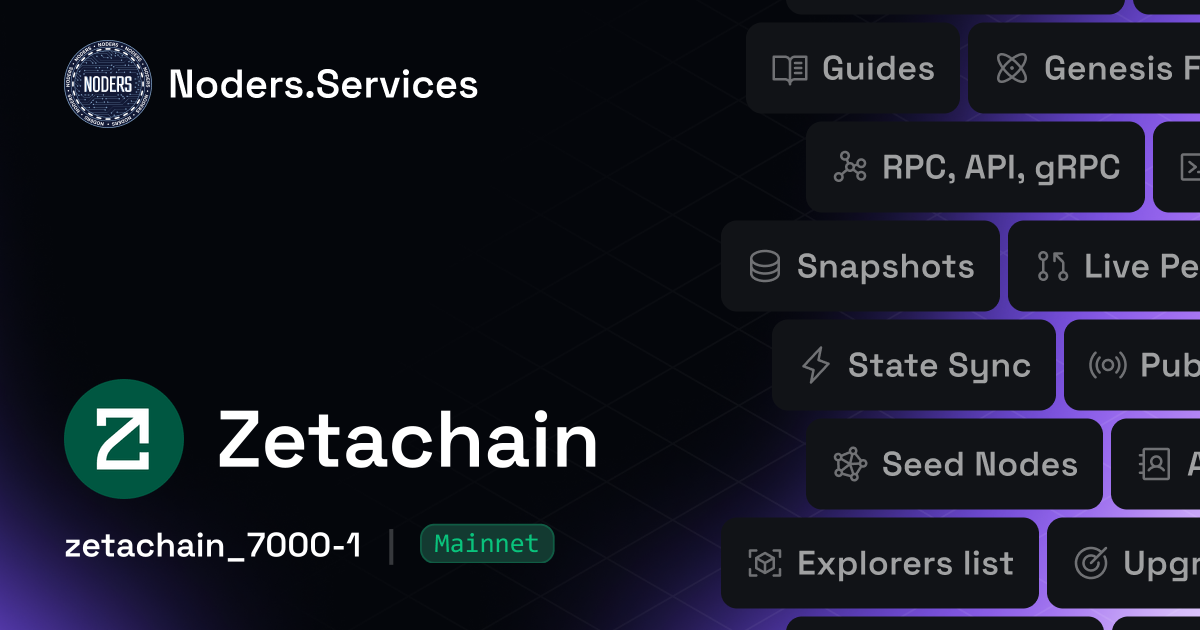 NODERS
Noders.Services
Zetachain
zetachain_7000-1 | Mainnet
Guides
Genesis F
RPC, API, gRPC
Snapshots
Live Pe
State Sync
Pub
Seed Nodes
A
Explorers list
Upgr